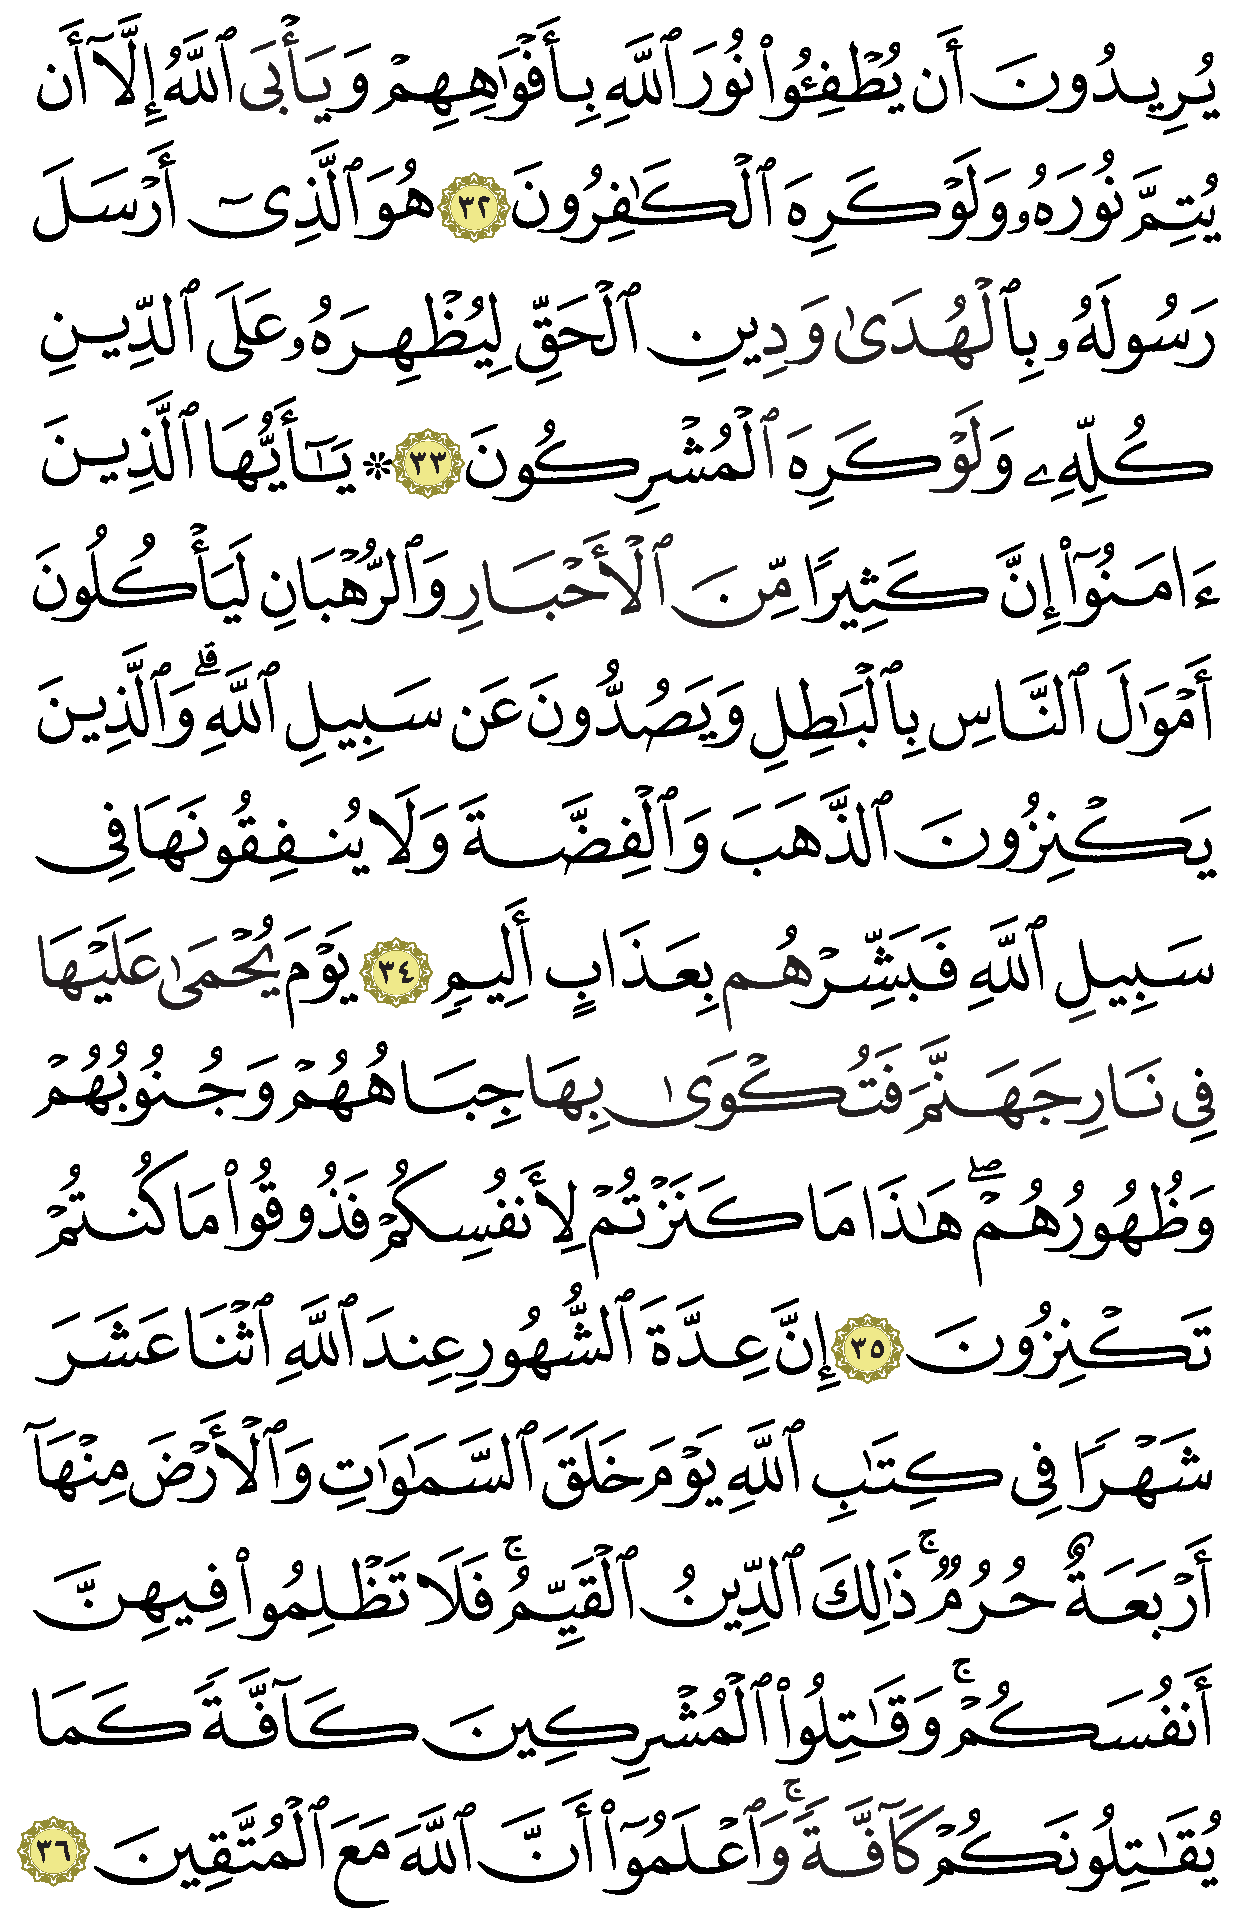 يُرِيدُونَ أَن يُطْفِـُٔوا۟ نُورَ ٱللَّهِ بِأَفْوَٰهِهِمْ وَيَأْبَى ٱللَّهُ إِلَّآ أَن
يُتِمَّ نُورَهُۥ وَلَوْ كَرِهَ ٱلْكَـٰفِرُونَ ٣٢ هُوَ ٱلَّذِىٓ أَرْسَلَ
رَسُولَهُۥ بِٱلْهُدَىٰ وَدِينِ ٱلْحَقِّ لِيُظْهِرَهُۥ عَلَى ٱلدِّينِ
كُلِّهِۦ وَلَوْ كَرِهَ ٱلْمُشْرِكُونَ ٣٣ ۞ يَـٰٓأَيُّهَا ٱلَّذِينَ
ءَامَنُوٓا۟ إِنَّ كَثِيرًا مِّنَ ٱلْأَحْبَارِ وَٱلرُّهْبَانِ لَيَأْكُلُونَ
أَمْوَٰلَ ٱلنَّاسِ بِٱلْبَـٰطِلِ وَيَصُدُّونَ عَن سَبِيلِ ٱللَّهِ ۗ وَٱلَّذِينَ
يَكْنِزُونَ ٱلذَّهَبَ وَٱلْفِضَّةَ وَلَا يُنفِقُونَهَا فِى
سَبِيلِ ٱللَّهِ فَبَشِّرْهُم بِعَذَابٍ أَلِيمٍ ٣٤ يَوْمَ يُحْمَىٰ عَلَيْهَا
فِى نَارِ جَهَنَّمَ فَتُكْوَىٰ بِهَا جِبَاهُهُمْ وَجُنُوبُهُمْ
وَظُهُورُهُمْ ۖ هَـٰذَا مَا كَنَزْتُمْ لِأَنفُسِكُمْ فَذُوقُوا۟ مَا كُنتُمْ
تَكْنِزُونَ ٣٥ إِنَّ عِدَّةَ ٱلشُّهُورِ عِندَ ٱللَّهِ ٱثْنَا عَشَرَ
شَهْرًا فِى كِتَـٰبِ ٱللَّهِ يَوْمَ خَلَقَ ٱلسَّمَـٰوَٰتِ وَٱلْأَرْضَ مِنْهَآ
أَرْبَعَةٌ حُرُمٌ ۚ ذَٰلِكَ ٱلدِّينُ ٱلْقَيِّمُ ۚ فَلَا تَظْلِمُوا۟ فِيهِنَّ
أَنفُسَكُمْ ۚ وَقَـٰتِلُوا۟ ٱلْمُشْرِكِينَ كَآفَّةً كَمَا
يُقَـٰتِلُونَكُمْ كَآفَّةً ۚ وَٱعْلَمُوٓا۟ أَنَّ ٱللَّهَ مَعَ ٱلْمُتَّقِينَ ٣٦